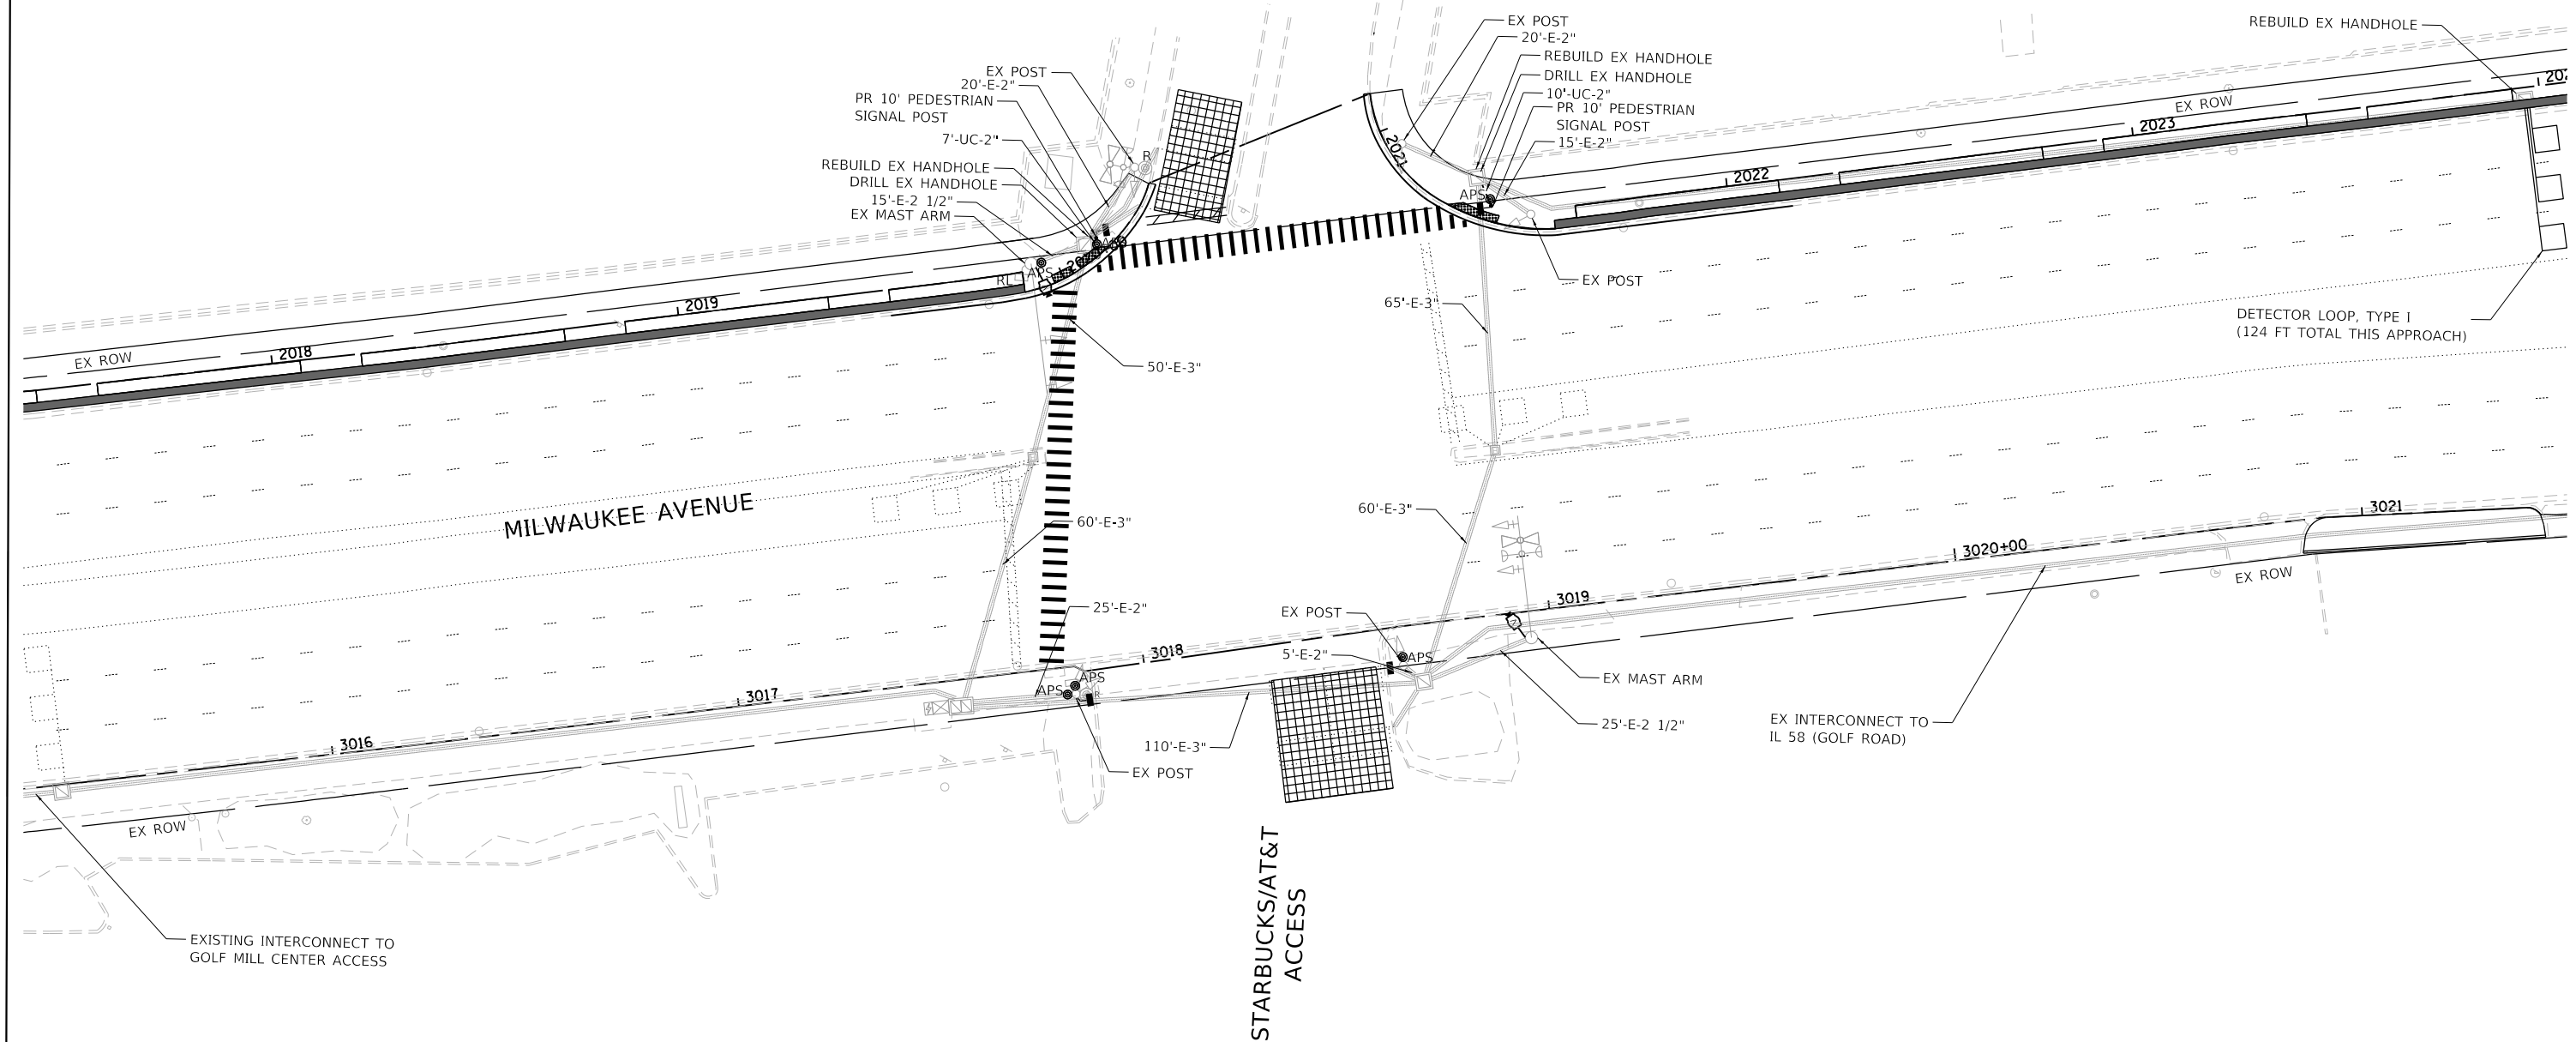 EX POST
20'-E-2"
PR 10' PEDESTRIAN
SIGNAL POST
7'-UC-2"
REBUILD EX HANDHOLE
DRILL EX HANDHOLE
15'-E-2 1/2"
EX MAST ARM
R
RL
APS
EX POST
20'-E-2"
REBUILD EX HANDHOLE
DRILL EX HANDHOLE
10'-UC-2"
PR 10' PEDESTRIAN
SIGNAL POST
15'-E-2"
APS
2021
EX POST
REBUILD EX HANDHOLE
EX ROW
2023
2022
2019
2018
EX ROW
65'-E-3"
50'-E-3"
DETECTOR LOOP, TYPE I
(124 FT TOTAL THIS APPROACH)
MILWAUKEE AVENUE
60'-E-3"
60'-E-3"
25'-E-2"
3021
3020+00
EX ROW
3019
EX POST
5'-E-2"
APS
3018
APS
APS
R
3017
3016
EX MAST ARM
25'-E-2 1/2"
110'-E-3"
EX POST
EX INTERCONNECT TO
IL 58 (GOLF ROAD)
EX ROW
EXISTING INTERCONNECT TO
GOLF MILL CENTER ACCESS
STARBUCKS/AT&T
ACCESS